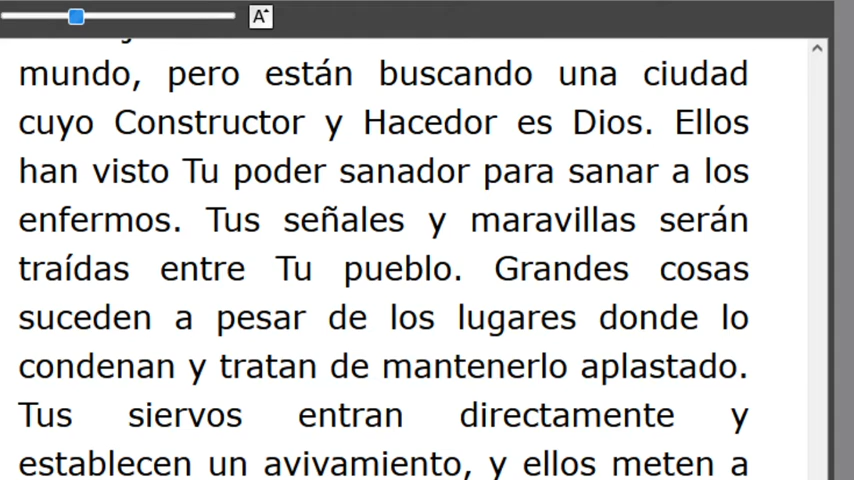 A
mundo, pero están buscando una ciudad
cuyo Constructor y Hacedor es Dios. Ellos
han visto Tu poder sanador para sanar a los
enfermos. Tus señales y maravillas serán
traídas entre Tu pueblo. Grandes cosas
suceden a pesar de los lugares donde lo
condenan y tratan de mantenerlo aplastado.
Tus siervos entran directamente y
establecen un avivamiento, y ellos meten a